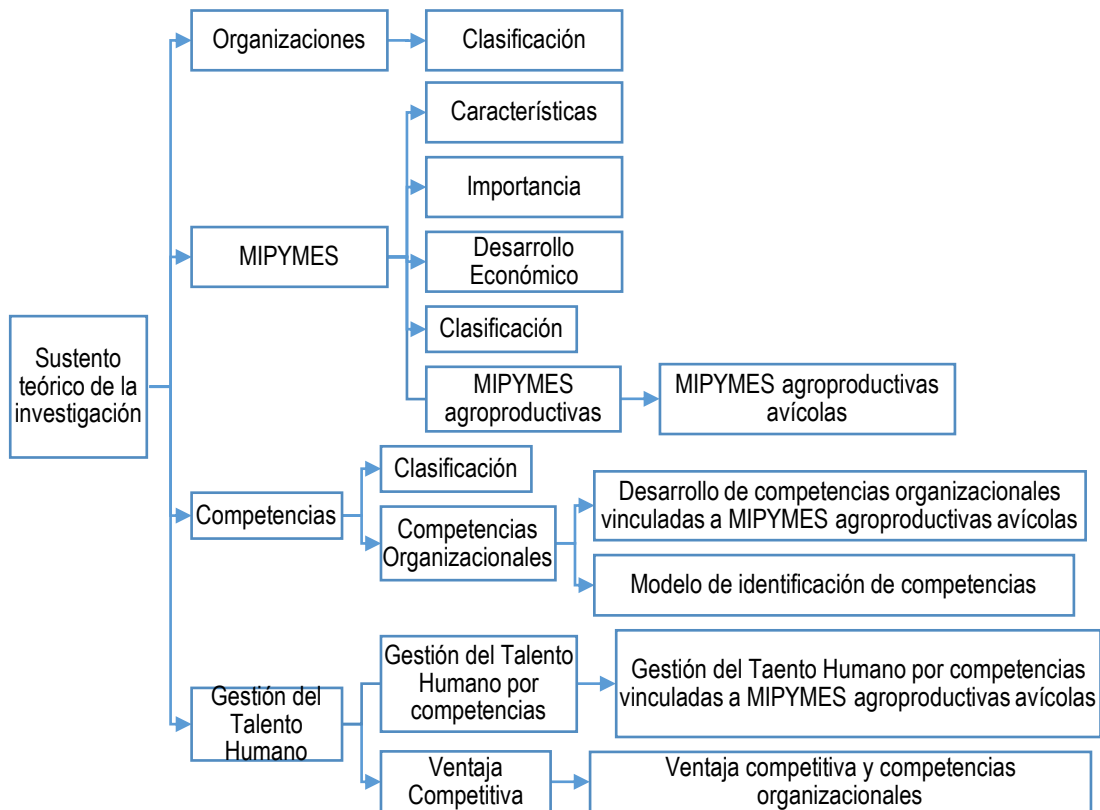 Organizaciones
Clasificación
Características
Importancia
MIPYMES
Desarrollo
Económico
Clasificación
Sustento
teórico de la
investigación
MIPYMES
agroproductivas
MIPYMES agroproductivas
avícolas
Clasificación
Competencias
Competencias
Organizacionales
Desarrollo de competencias organizacionales
vinculadas a MIPYMES agroproductivas avícolas
Modelo de identificación de competencias
Gestión del Talento
Humano por
competencias
Gestión del Taento Humano por competencias
vinculadas a MIPYMES agroproductivas avícolas
Gestión del
Talento
Humano
Ventaja
Competitiva
Ventaja competitiva y competencias
organizacionales